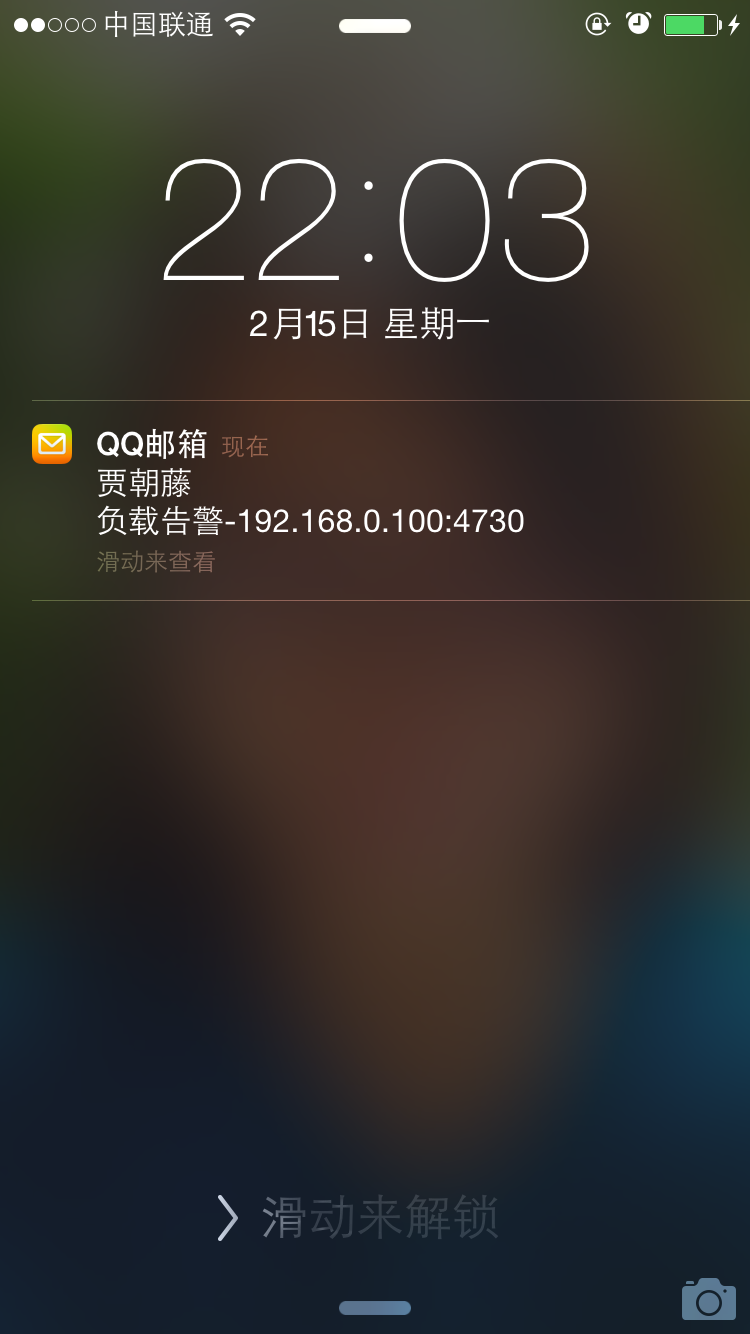 中国联通
22:03
2月15日 星期一
QQ邮箱 现在
贾朝藤
负载告警-192.168.0.100:4730
滑动来查看
滑动来解锁